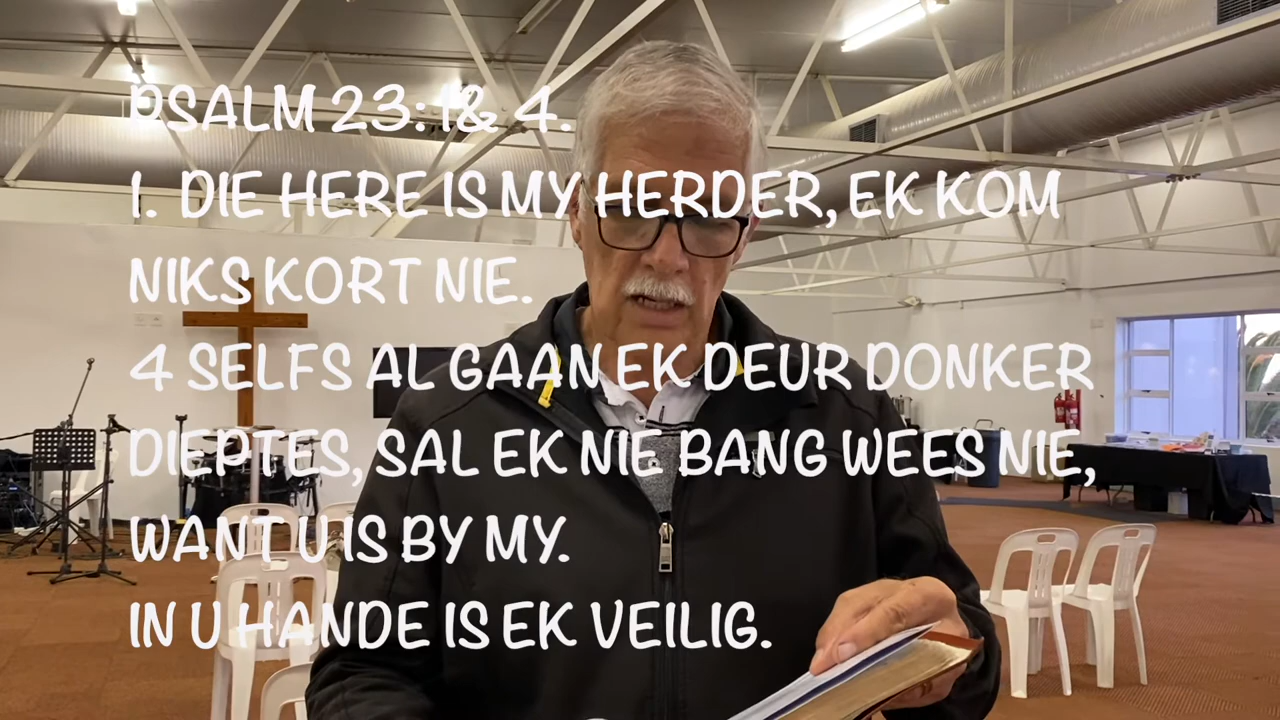 PSALM 23:1& 4.
1. DIE HERE IS MY HERDER, EK KOM
NIKS KORT NIE.
4 SELFS AL GAAN EK DEUR DONKER
DIEPTES, SAL EK NIE BANG WEES NIE,
WANT U IS BY MY.
IN U HANDE IS EK VEILIG.